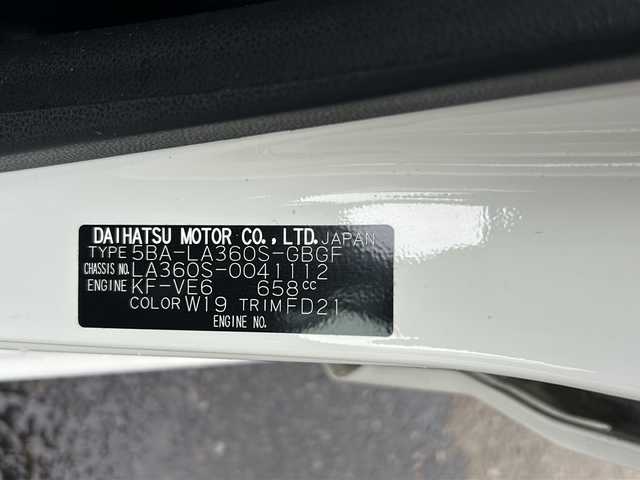 DAIHATSU MOTOR CO., LTD. JAPAN
TYPE 5BA-LA360S-GBGF
CHASSIS NO. LA360S-0041112
ENGINE KF-VE6 658cc
COLOR W19 TRIM FD21
ENGINE NO.